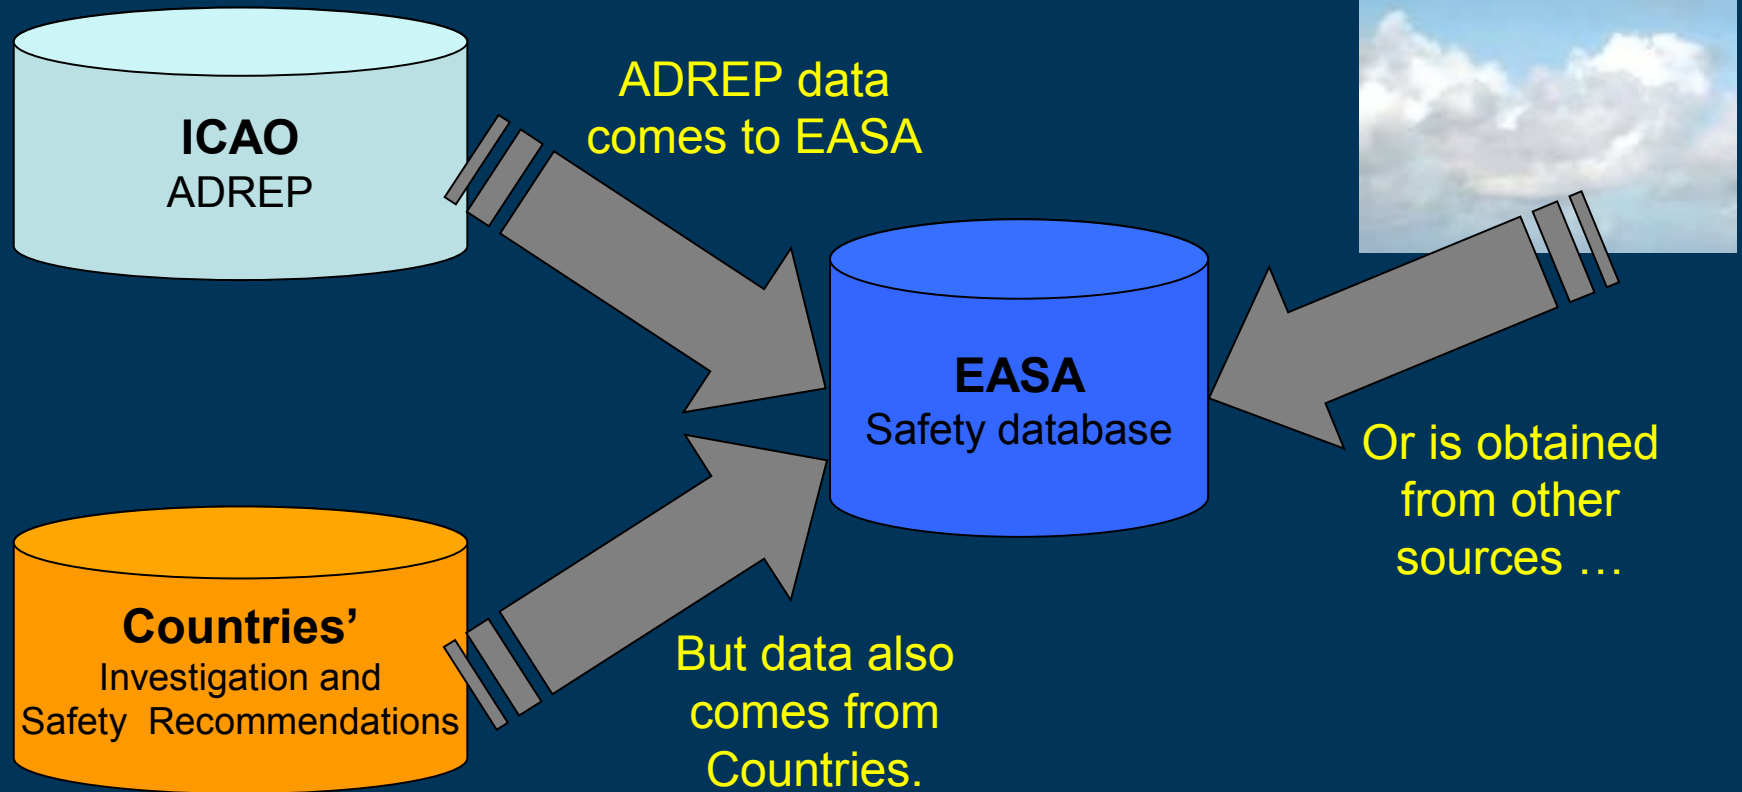 ICAO
ADREP
ADREP data
comes to EASA
EASA
Safety database
Or is obtained
from other
sources …
Countries’
Investigation and
Safety  Recommendations
But data also
comes from
Countries.